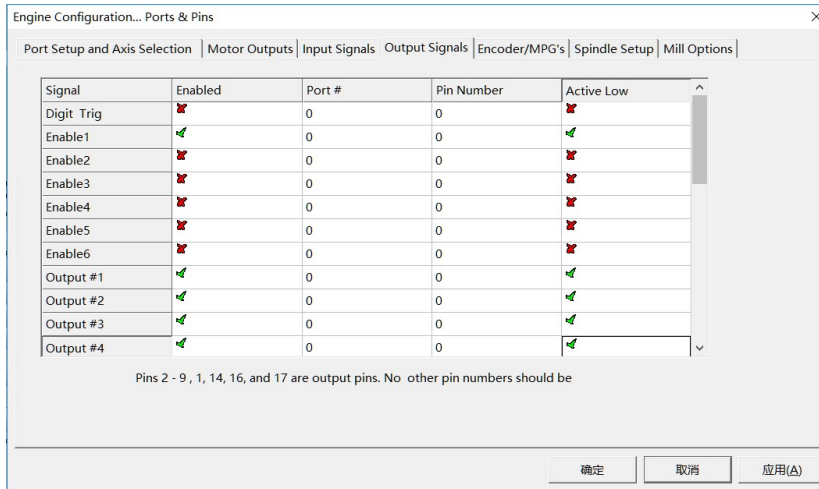 Engine Configuration... Ports & Pins
Port Setup and Axis Selection Motor Outputs Input Signals Output Signals Encoder/MPG's Spindle Setup Mill Options
Signal Enabled Port # Pin Number Active Low
Digit Trig 0 0
Enable1 0 0
Enable2 0 0
Enable3 0 0
Enable4 0 0
Enable5 0 0
Enable6 0 0
Output #1 0 0
Output #2 0 0
Output #3 0 0
Output #4 0 0
Pins 2 - 9 , 1, 14, 16, and 17 are output pins. No other pin numbers should be
确定 取消 应用(A)